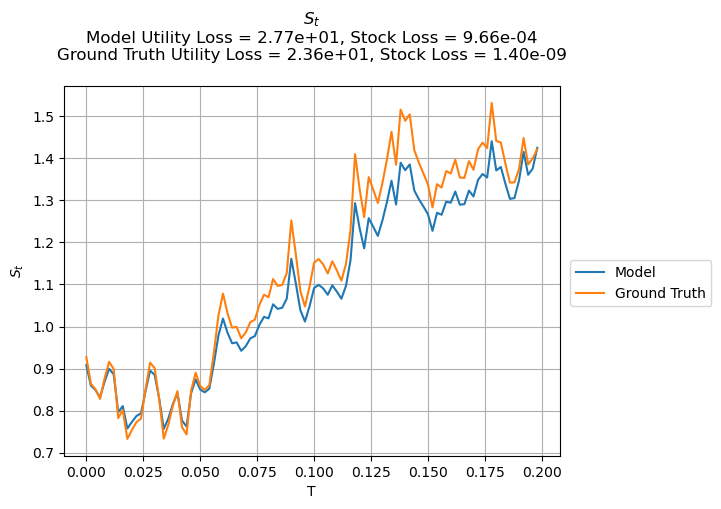 S_t
Model Utility Loss = 2.77e+01, Stock Loss = 9.66e-04
Ground Truth Utility Loss = 2.36e+01, Stock Loss = 1.40e-09
1.5
1.4
1.3
1.2
1.1
1.0
0.9
0.8
0.7
S_t
0.000 0.025 0.050 0.075 0.100 0.125 0.150 0.175 0.200
T
Model
Ground Truth